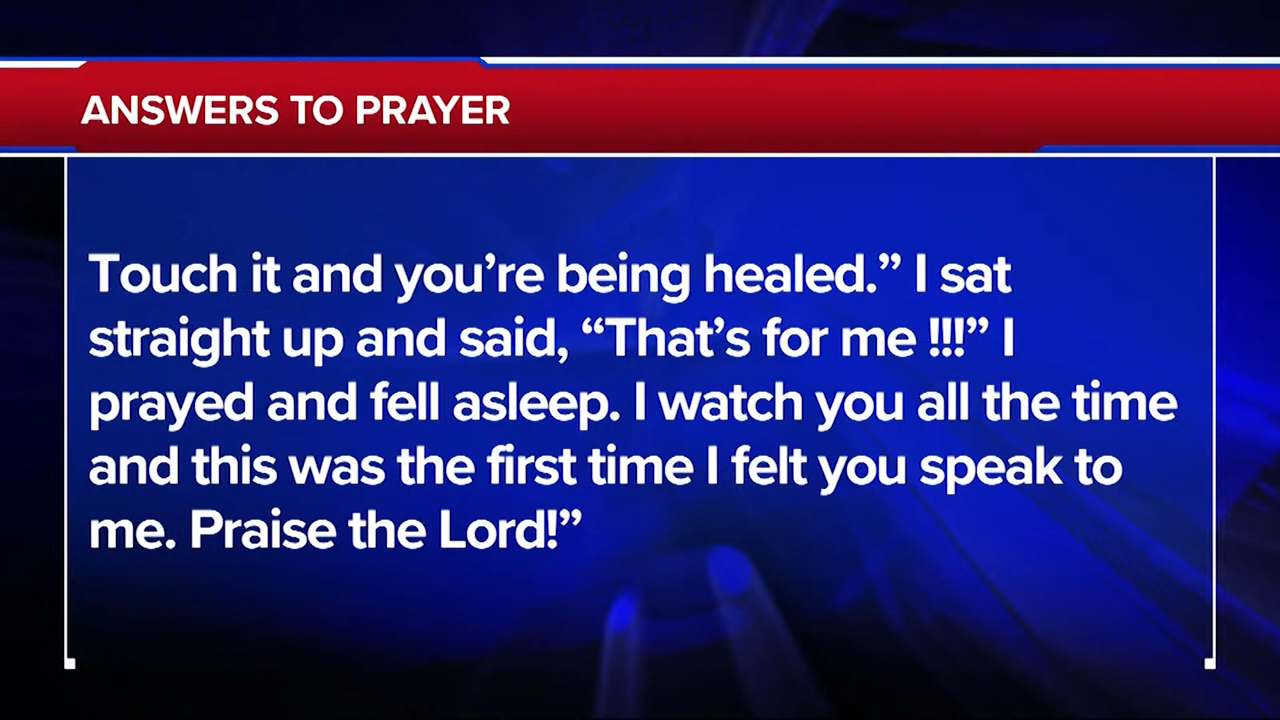 ANSWERS TO PRAYER
Touch it and you’re being healed.” I sat
straight up and said, “That’s for me !!!” I
prayed and fell asleep. I watch you all the time
and this was the first time I felt you speak to
me. Praise the Lord!”